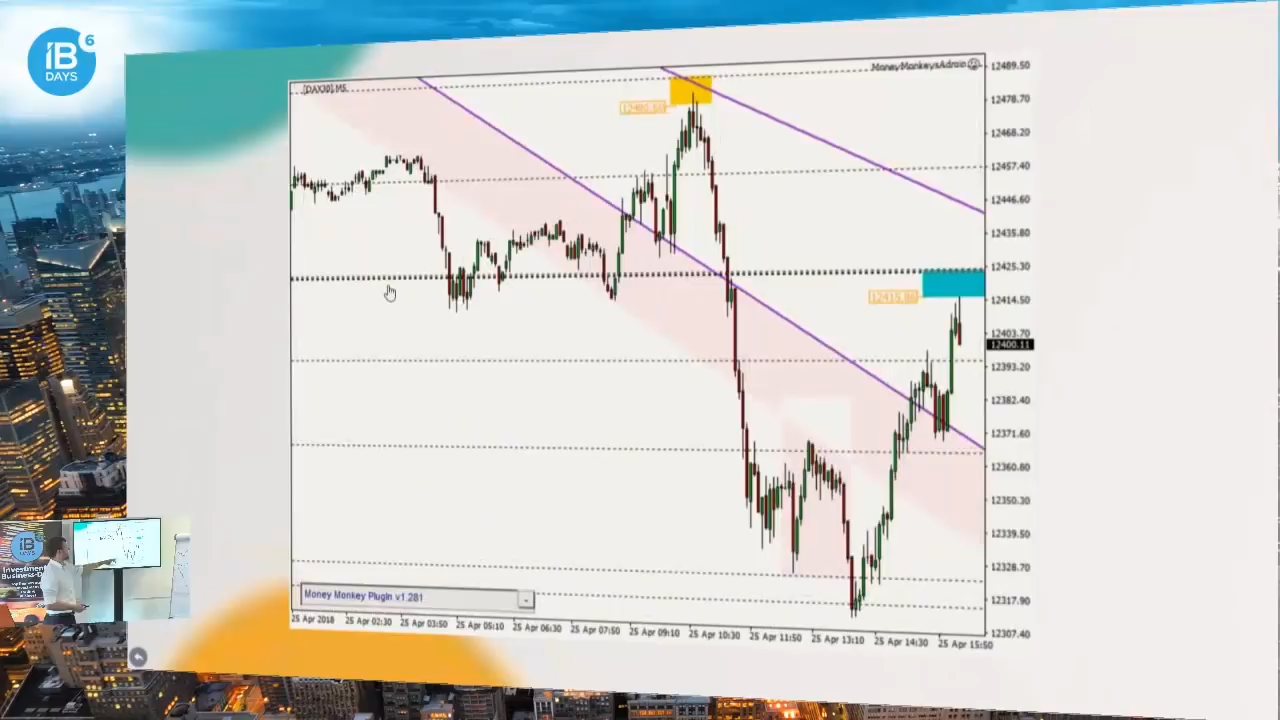 iB
6
DAYS
[DAX30] M5
MoneyMonkeysAdmin
12489.50
12478.70
12468.20
12457.40
12446.60
12435.80
12425.30
12414.50
12403.70
12400.11
12393.20
12382.40
12371.60
12360.80
12350.30
12339.50
12328.70
12317.90
12307.40
Money Monkey Plugin v1.281
25 Apr 2018
25 Apr 02:30
25 Apr 03:50
25 Apr 05:10
25 Apr 06:30
25 Apr 07:50
25 Apr 09:10
25 Apr 10:30
25 Apr 11:50
25 Apr 13:10
25 Apr 14:30
25 Apr 15:50
iB
DAYS
Investment
Business-D